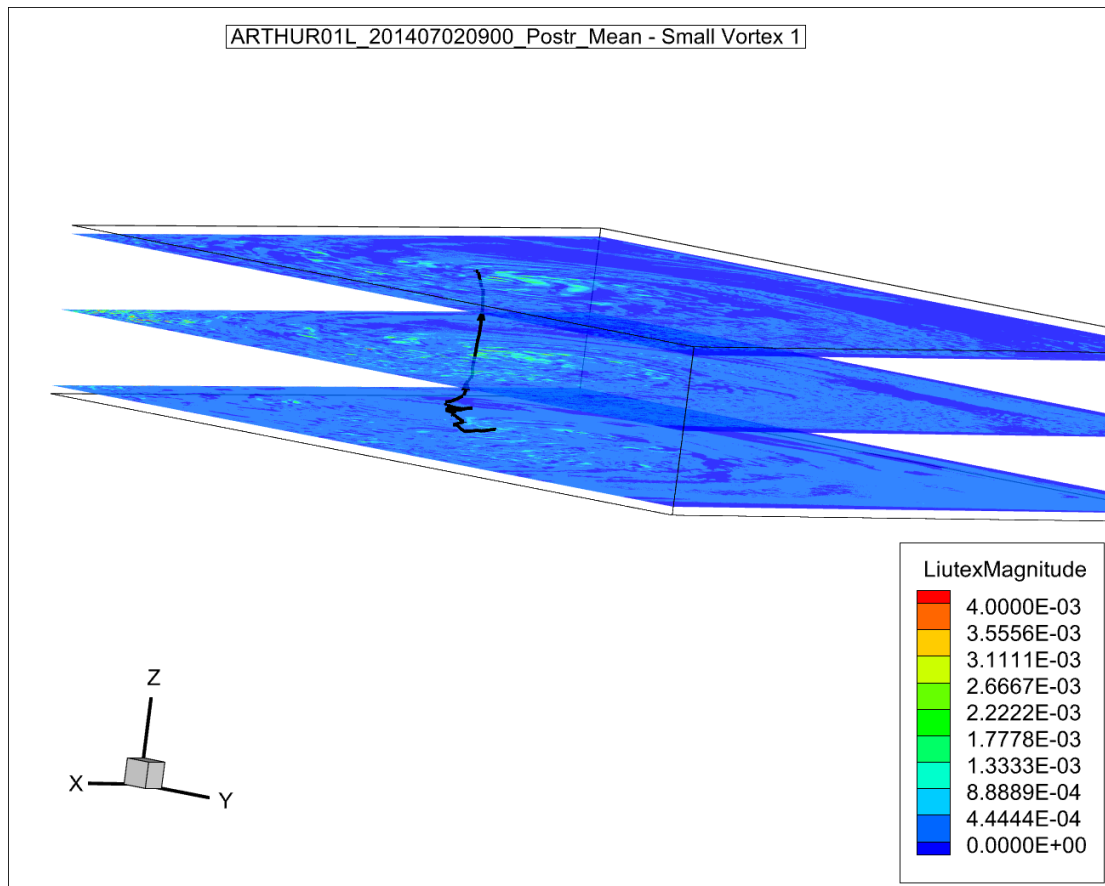 ARTHUR01L_201407020900_Postr_Mean - Small Vortex 1
LiutexMagnitude
4.0000E-03
3.5556E-03
3.1111E-03
2.6667E-03
2.2222E-03
1.7778E-03
1.3333E-03
8.8889E-04
4.4444E-04
0.0000E+00
Z
X
Y